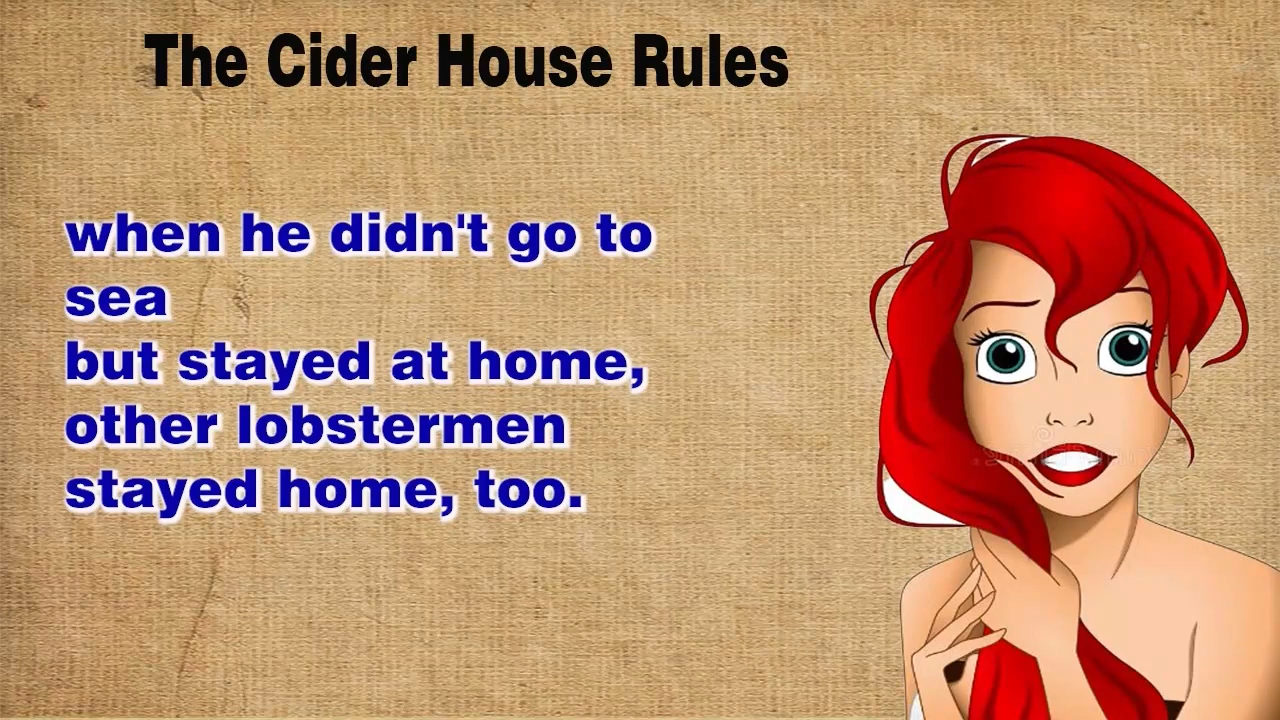 The Cider House Rules
when he didn't go to
sea
but stayed at home,
other lobstermen
stayed home, too.